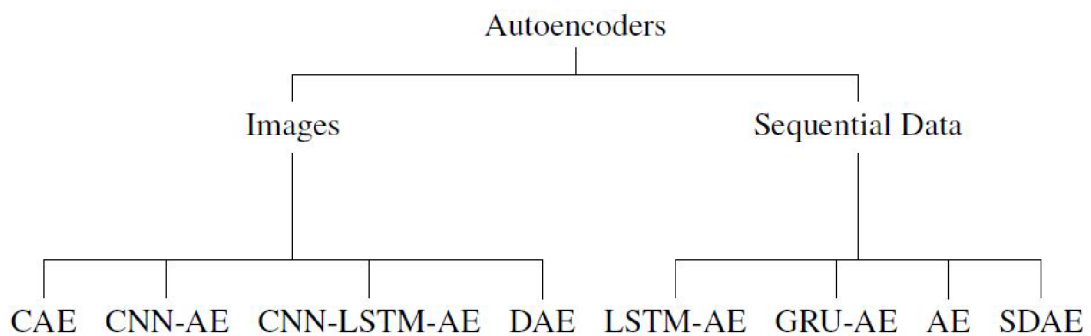 Autoencoders
Images Sequential Data
CAE CNN-AE CNN-LSTM-AE DAE LSTM-AE GRU-AE AE SDAE